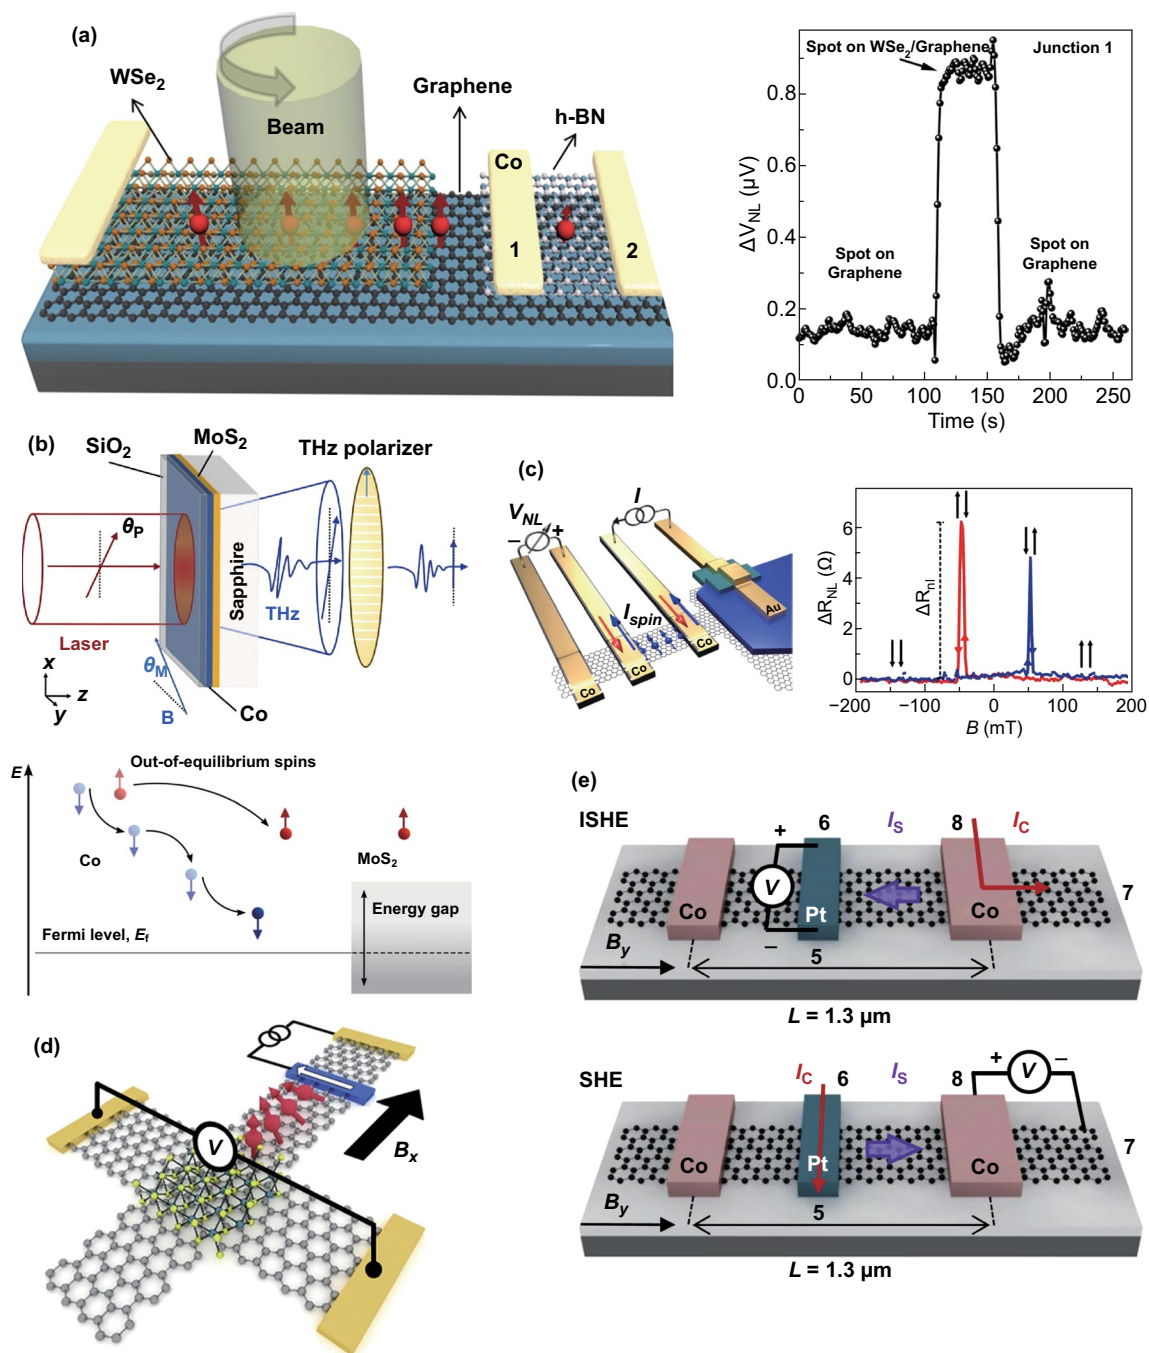 (a)
WSe2
Beam
Graphene
h-BN
Co
1
2
Spot on WSe2/Graphene
Junction 1
Spot on
Graphene
Spot on
Graphene
ΔVNL (μV)
0.8
0.6
0.4
0.2
0.0
0 50 100 150 200 250
Time (s)
(b)
SiO2
MoS2
THz polarizer
θP
Sapphire
THz
Laser
θM
x
z
y
B
Co
E
Out-of-equilibrium spins
Co
MoS2
Energy gap
Fermi level, Ef
(c)
VNL
− +
I
Ispin
Au
Co
Co
Co
ΔRNL (Ω)
6
4
2
0
ΔRnl
−200 −100 0 100 200
B (mT)
(d)
V
Bx
(e)
ISHE
6
IS
8
IC
+
V
−
Co
Pt
Co
7
By
5
L = 1.3 μm
SHE
IC
6
IS
8
+
V
−
Co
Pt
Co
7
By
5
L = 1.3 μm